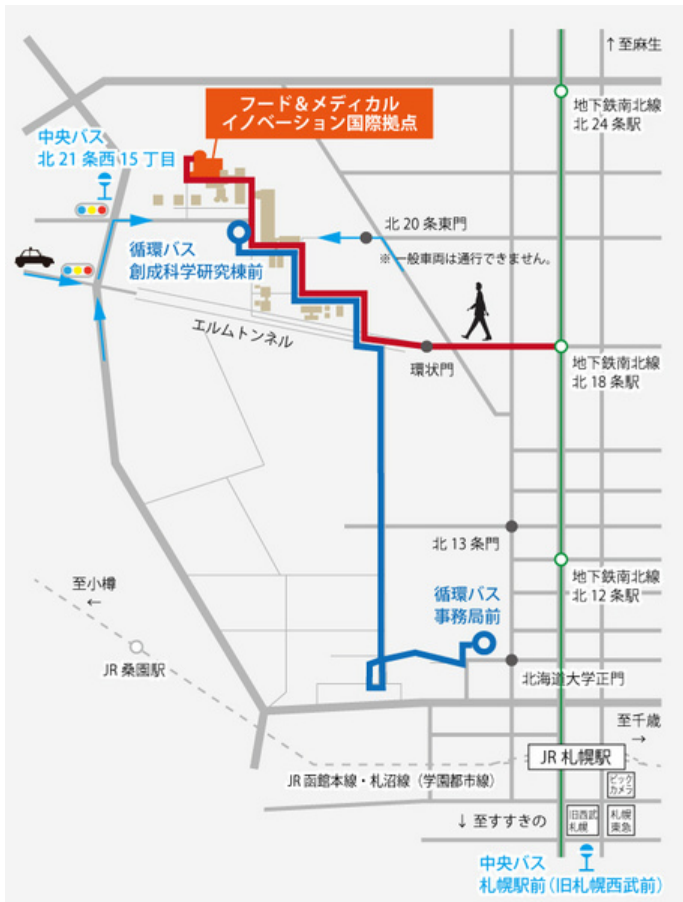 ↑至麻生
地下鉄南北線
北24条駅
フード＆メディカル
イノベーション国際拠点
中央バス
北21条西15丁目
循環バス
創成科学研究棟前
北20条東門
※一般車両は通行できません。
エルムトンネル
環状門
地下鉄南北線
北18条駅
北13条門
地下鉄南北線
北12条駅
循環バス
事務局前
至小樽
←
JR桑園駅
北海道大学正門
至千歳
→
JR札幌駅
JR函館本線・札沼線（学園都市線）
ビック
カメラ
↓至すすきの
旧西武
札幌
札幌
東急
中央バス
札幌駅前（旧札幌西武前）